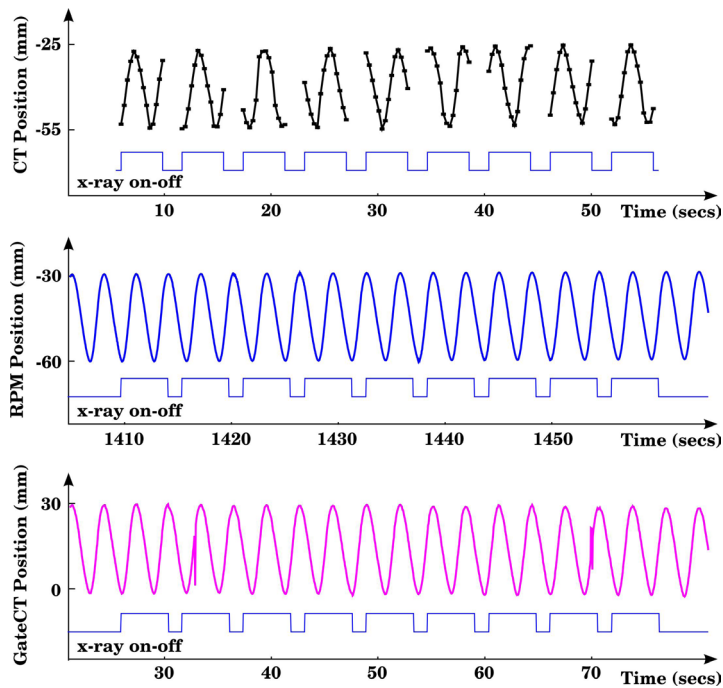 CT Position (mm)
-25
-55
x-ray on-off
10 20 30 40 50 Time (secs)
RPM Position (mm)
-30
-60
x-ray on-off
1410 1420 1430 1440 1450 Time (secs)
GateCT Position (mm)
30
0
x-ray on-off
30 40 50 60 70 Time (secs)